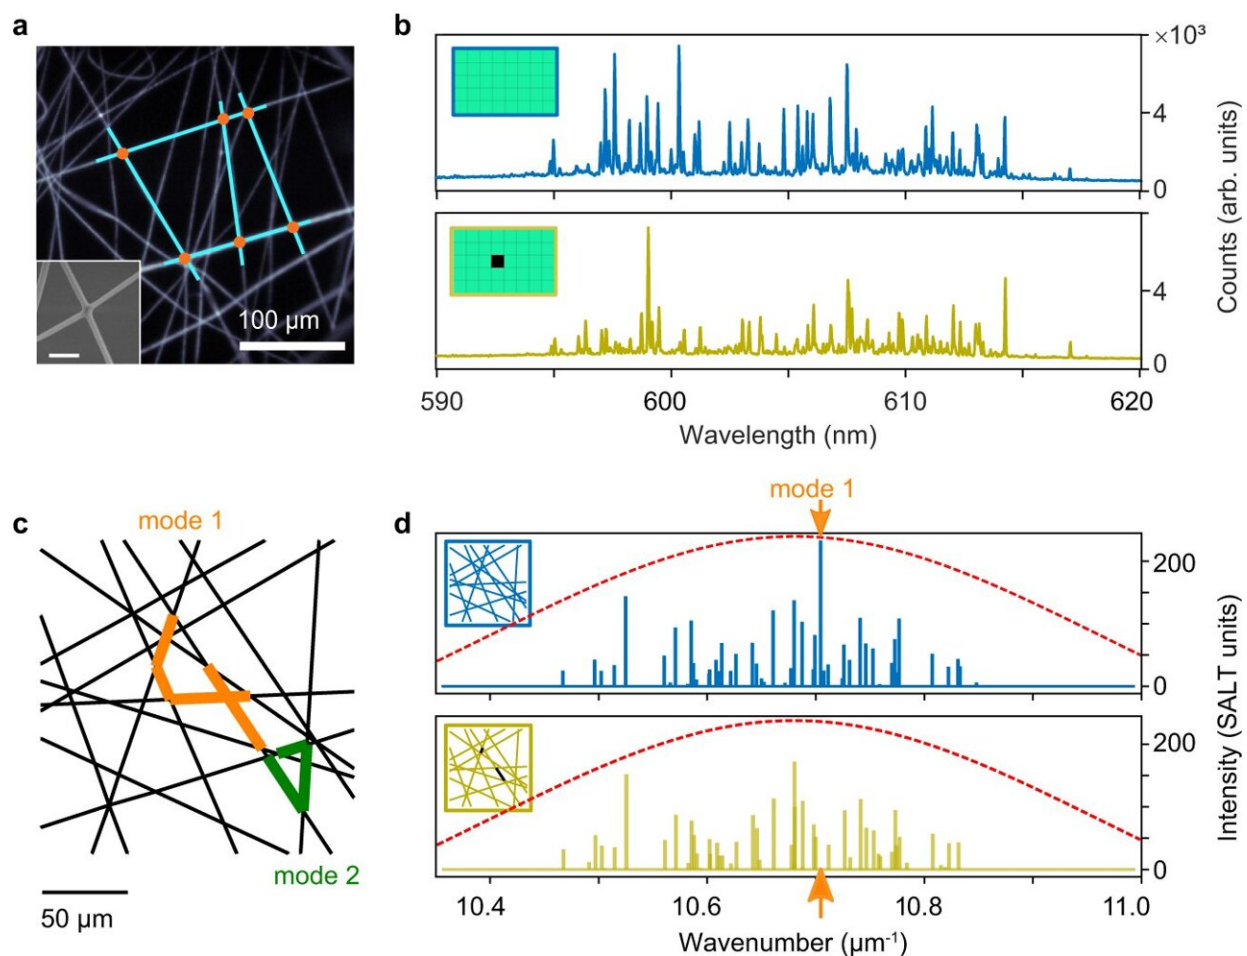 a
100 µm
b
×10³
4
0
4
0
Counts (arb. units)
590
600
610
620
Wavelength (nm)
c
mode 1
mode 2
50 µm
d
mode 1
200
0
200
0
Intensity (SALT units)
10.4
10.6
10.8
11.0
Wavenumber (µm⁻¹)